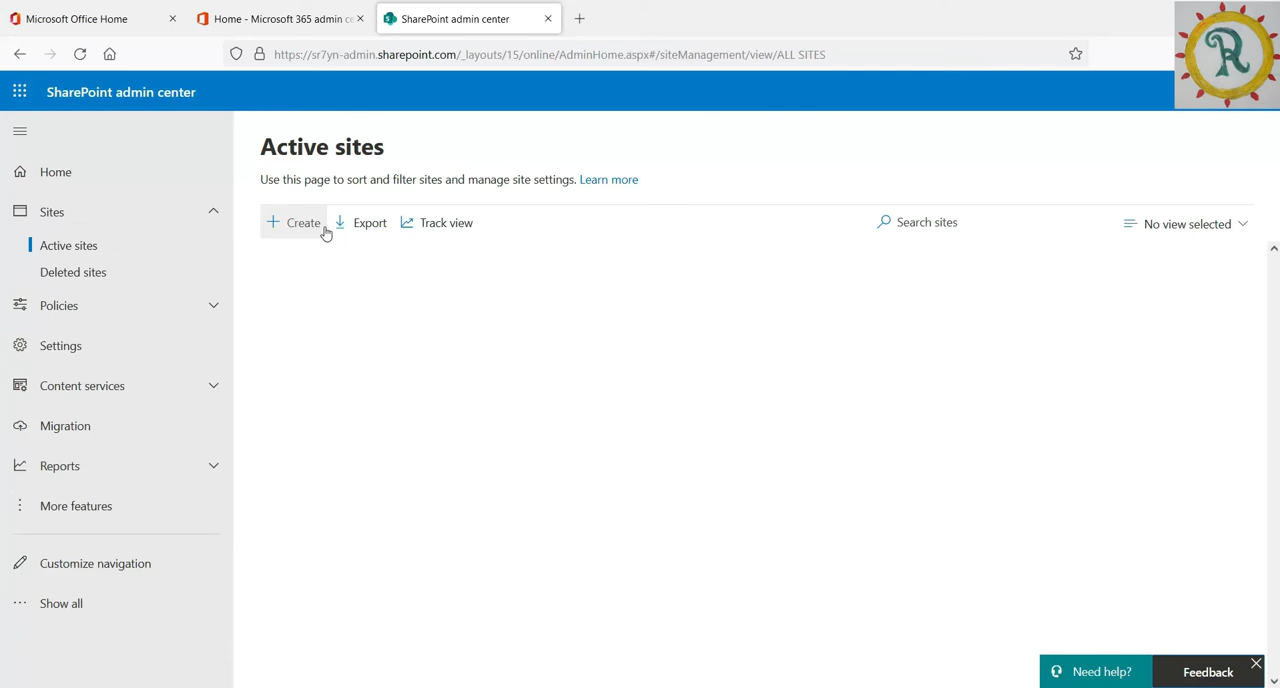 Microsoft Office Home
Home - Microsoft 365 admin ce
SharePoint admin center
https://sr7yn-admin.sharepoint.com/_layouts/15/online/AdminHome.aspx#/siteManagement/view/ALL SITES
R
SharePoint admin center
Home
Sites
Active sites
Deleted sites
Policies
Settings
Content services
Migration
Reports
More features
Customize navigation
Show all
Active sites
Use this page to sort and filter sites and manage site settings. Learn more
Create Export Track view Search sites No view selected
Need help? Feedback